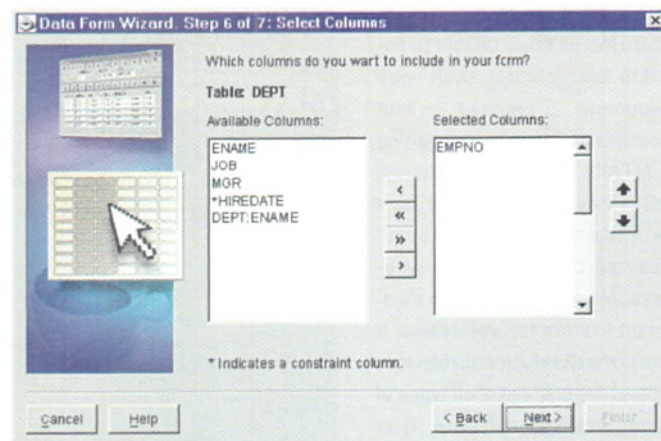 Data Form Wizard. Step 6 of 7: Select Columns
Which columns do you want to include in your form?
Table: DEPT
Available Columns:
Selected Columns:
ENAME
JOB
MGR
*HIREDATE
DEPT:ENAME
EMPNO
<
«
»
>
* Indicates a constraint column.
Cancel
Help
< Back
Next >
Finish